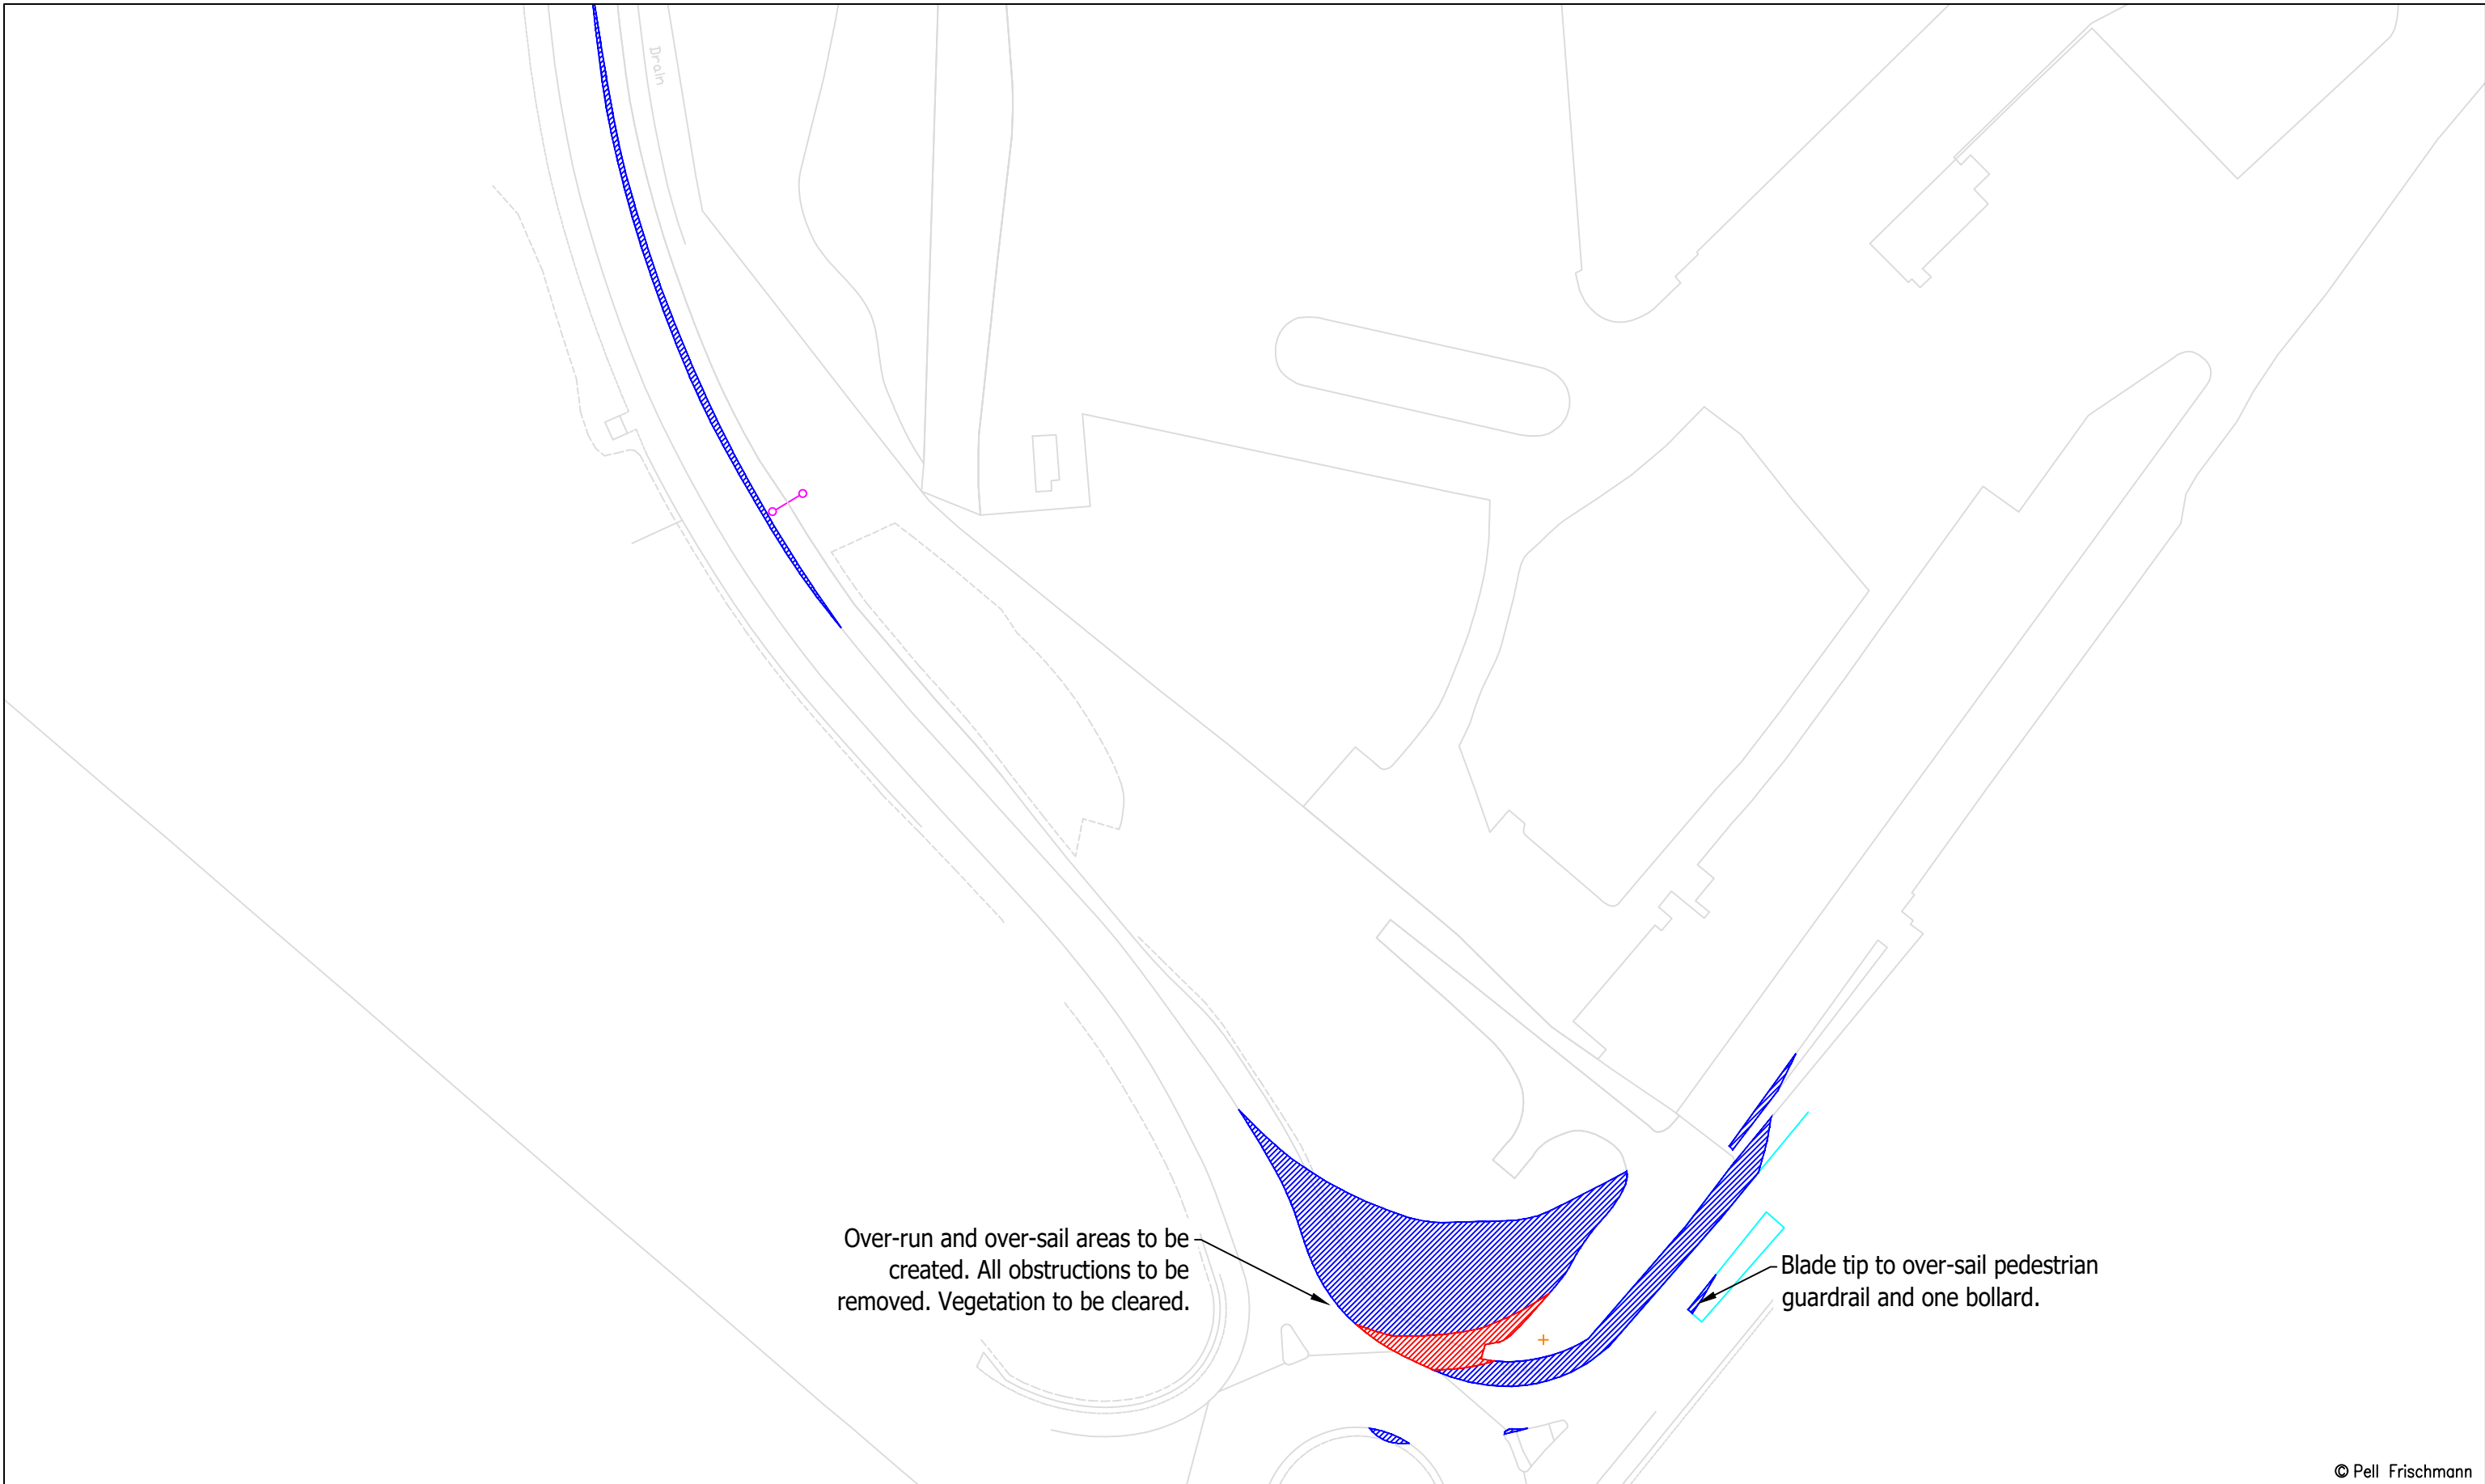 Drain
Over-run and over-sail areas to be
created. All obstructions to be
removed. Vegetation to be cleared.
Blade tip to over-sail pedestrian
guardrail and one bollard.
© Pell Frischmann